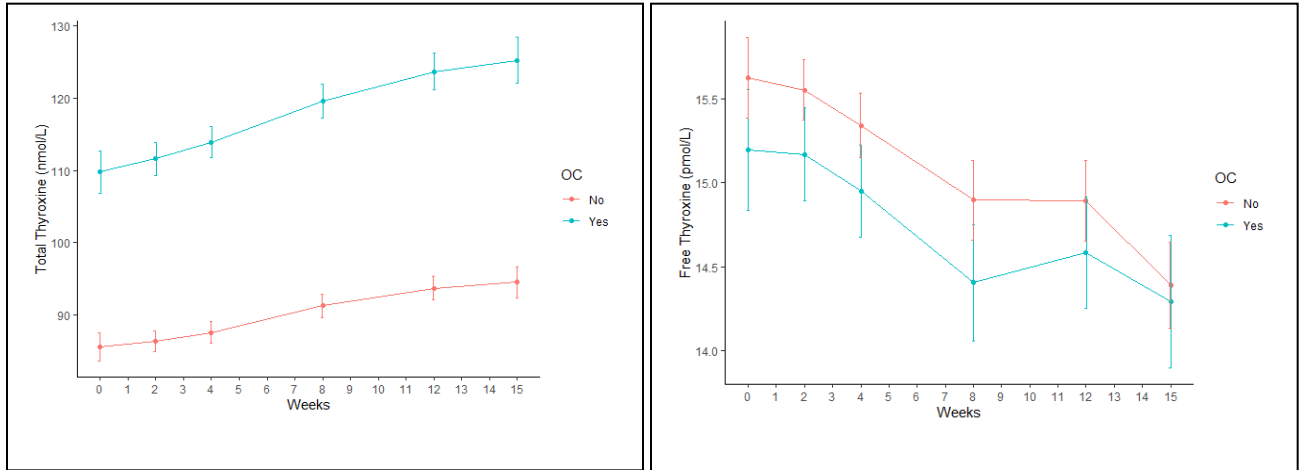 130
120
110
100
90
Total Thyroxine (nmol/L)
0 1 2 3 4 5 6 7 8 9 10 11 12 13 14 15
Weeks
OC
No
Yes
15.5
15.0
14.5
14.0
Free Thyroxine (pmol/L)
0 1 2 3 4 5 6 7 8 9 10 11 12 13 14 15
Weeks
OC
No
Yes